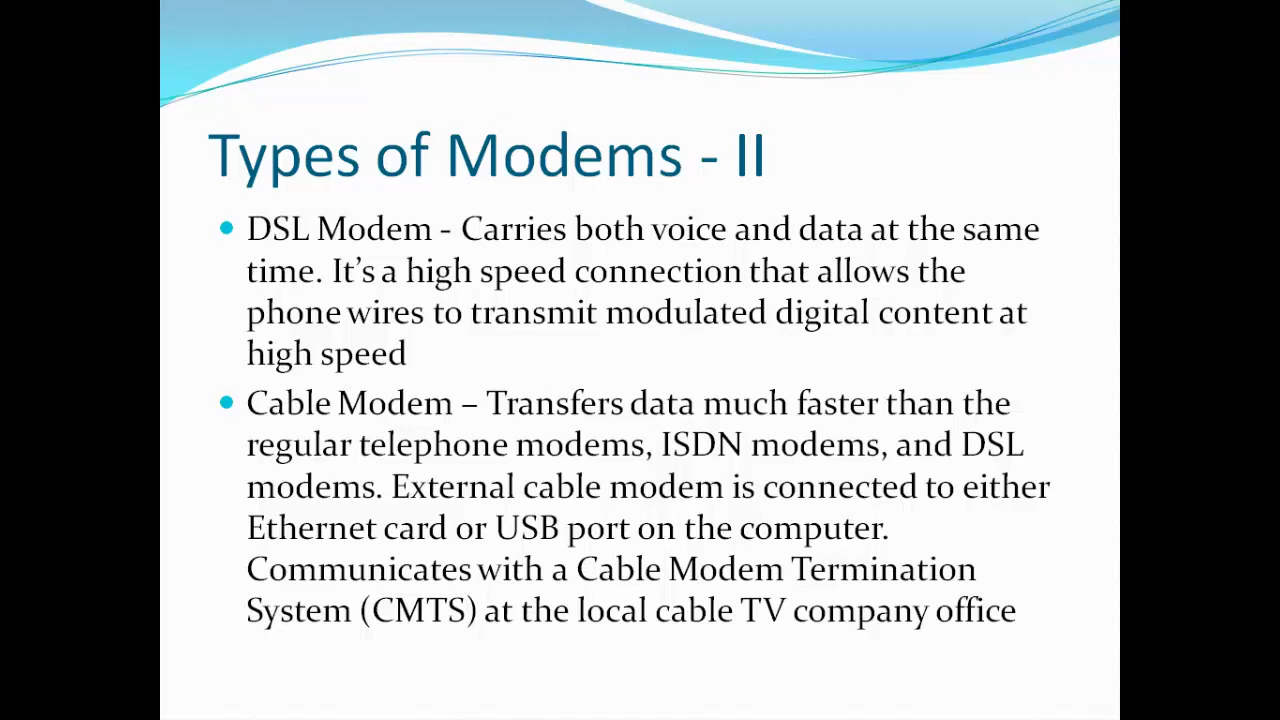 Types of Modems - II
DSL Modem - Carries both voice and data at the same
time. It’s a high speed connection that allows the
phone wires to transmit modulated digital content at
high speed
Cable Modem – Transfers data much faster than the
regular telephone modems, ISDN modems, and DSL
modems. External cable modem is connected to either
Ethernet card or USB port on the computer.
Communicates with a Cable Modem Termination
System (CMTS) at the local cable TV company office